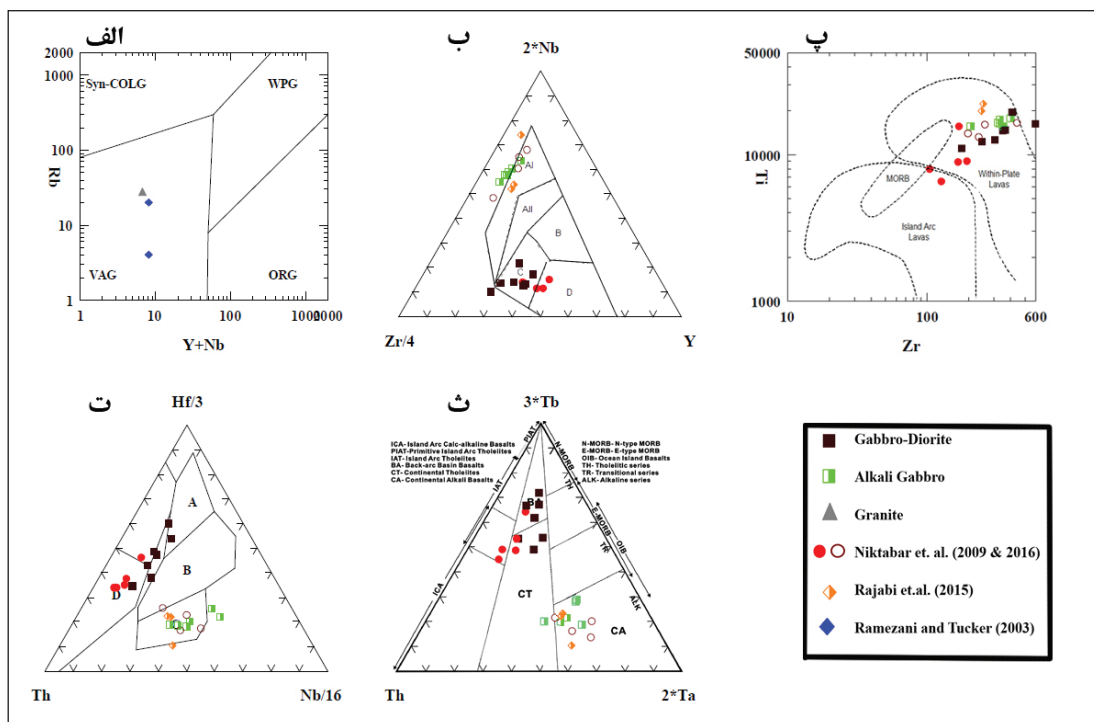 الف
2000
1000
100
10
1
Rb
Syn-COLG
WPG
VAG
ORG
1
10
100
1000
2000
Y+Nb
ب
2*Nb
AI
AII
B
C
D
Zr/4
Y
پ
50000
10000
1000
Ti
MORB
Within-Plate
Lavas
Island Arc
Lavas
10
100
600
Zr
ت
Hf/3
A
B
D
Th
Nb/16
ث
3*Tb
ICA- Island Arc Calc-alkaline Basalts
PIAT-Primitive Island Arc Tholeiites
IAT- Island Arc Tholeiites
BA- Back-arc Basin Basalts
CT- Continental Tholeiites
CA- Continental Alkali Basalts
N-MORB- N-type MORB
E-MORB- E-type MORB
OIB- Ocean Island Basalts
TH- Tholeiitic series
TR- Transitional series
ALK- Alkaline series
PIAT
N-MORB
TH
IAT
BA
E-MORB
TR
OIB
ICA
CT
ALK
CA
Th
2*Ta
Gabbro-Diorite
Alkali Gabbro
Granite
Niktabar et. al. (2009 & 2016)
Rajabi et.al. (2015)
Ramezani and Tucker (2003)